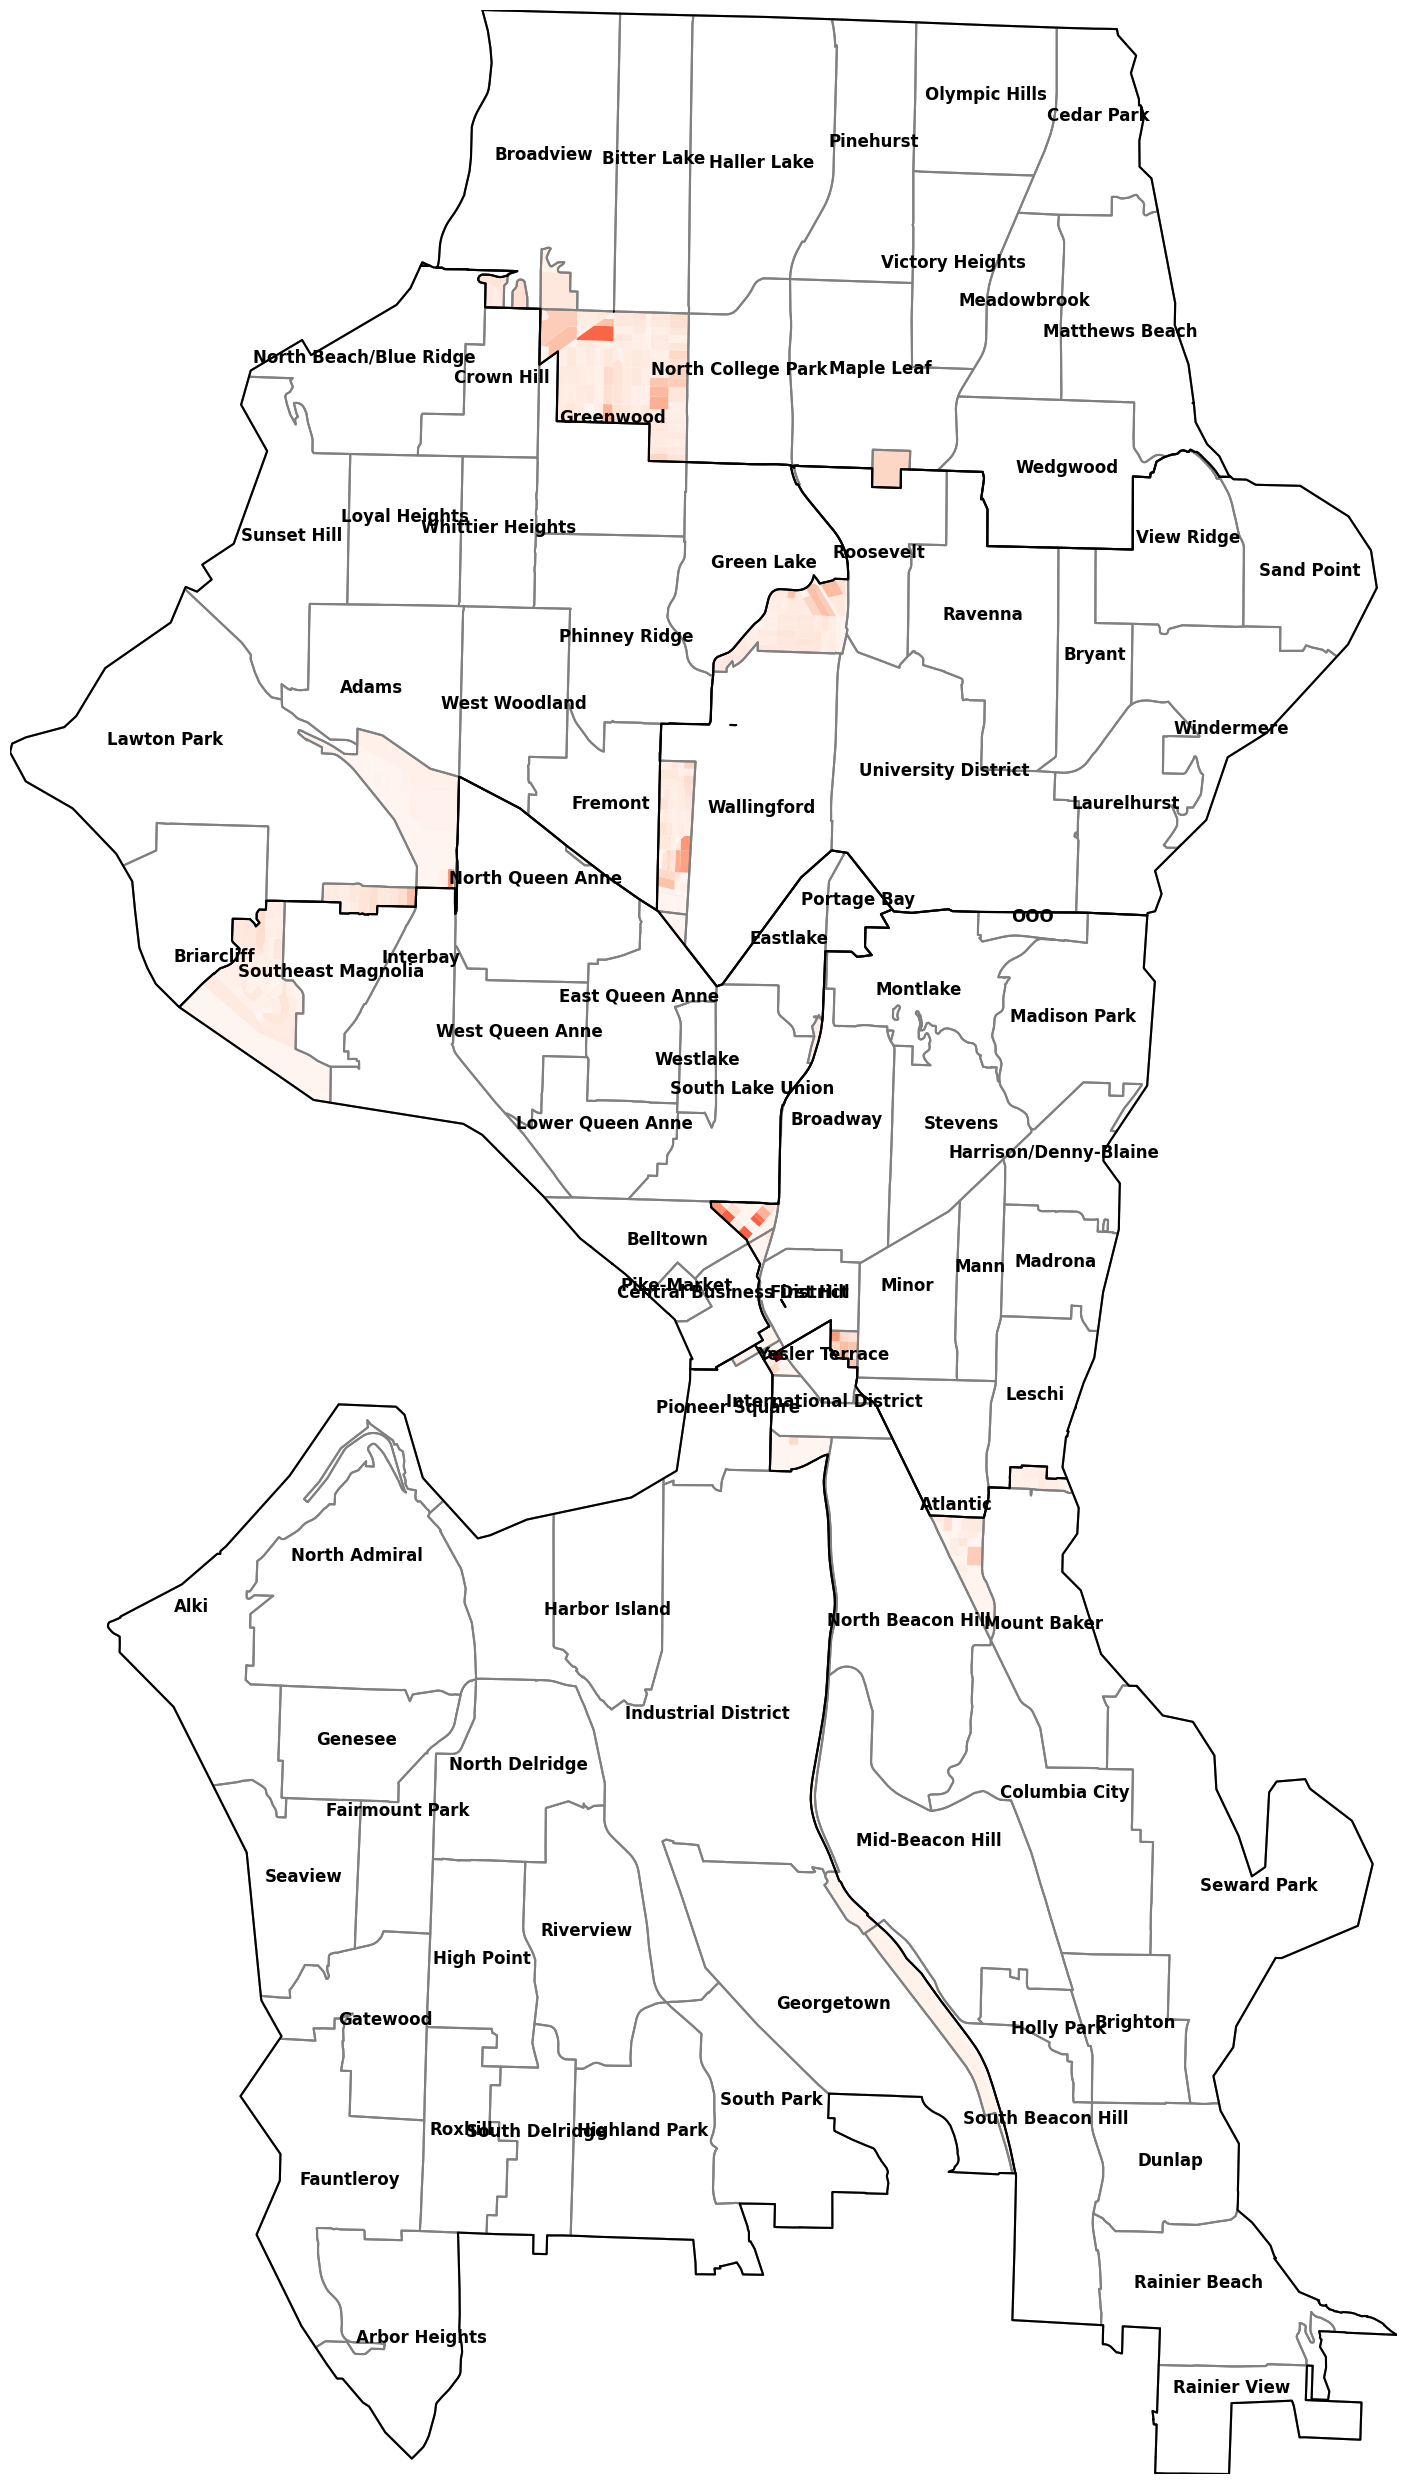 Olympic Hills
Cedar Park
Pinehurst
Broadview
Bitter Lake
Haller Lake
Victory Heights
Meadowbrook
Matthews Beach
North Beach/Blue Ridge
Crown Hill
North College Park
Maple Leaf
Greenwood
Wedgwood
Sunset Hill
Loyal Heights
Whittier Heights
View Ridge
Green Lake
Roosevelt
Sand Point
Ravenna
Phinney Ridge
Bryant
Adams
West Woodland
Lawton Park
Windermere
University District
Fremont
Wallingford
Laurelhurst
North Queen Anne
Portage Bay
OOO
Eastlake
Briarcliff
Interbay
Southeast Magnolia
Montlake
East Queen Anne
Madison Park
West Queen Anne
Westlake
South Lake Union
Lower Queen Anne
Broadway
Stevens
Harrison/Denny-Blaine
Belltown
Madrona
Mann
Pike-Market
Minor
Central Business District
First Hill
Yesler Terrace
Leschi
International District
Pioneer Square
Atlantic
North Admiral
Alki
Harbor Island
North Beacon Hill
Mount Baker
Industrial District
Genesee
North Delridge
Columbia City
Fairmount Park
Mid-Beacon Hill
Seaview
Seward Park
Riverview
High Point
Georgetown
Gatewood
Holly Park
Brighton
South Park
South Beacon Hill
Roxhill
South Delridge
Highland Park
Dunlap
Fauntleroy
Rainier Beach
Arbor Heights
Rainier View